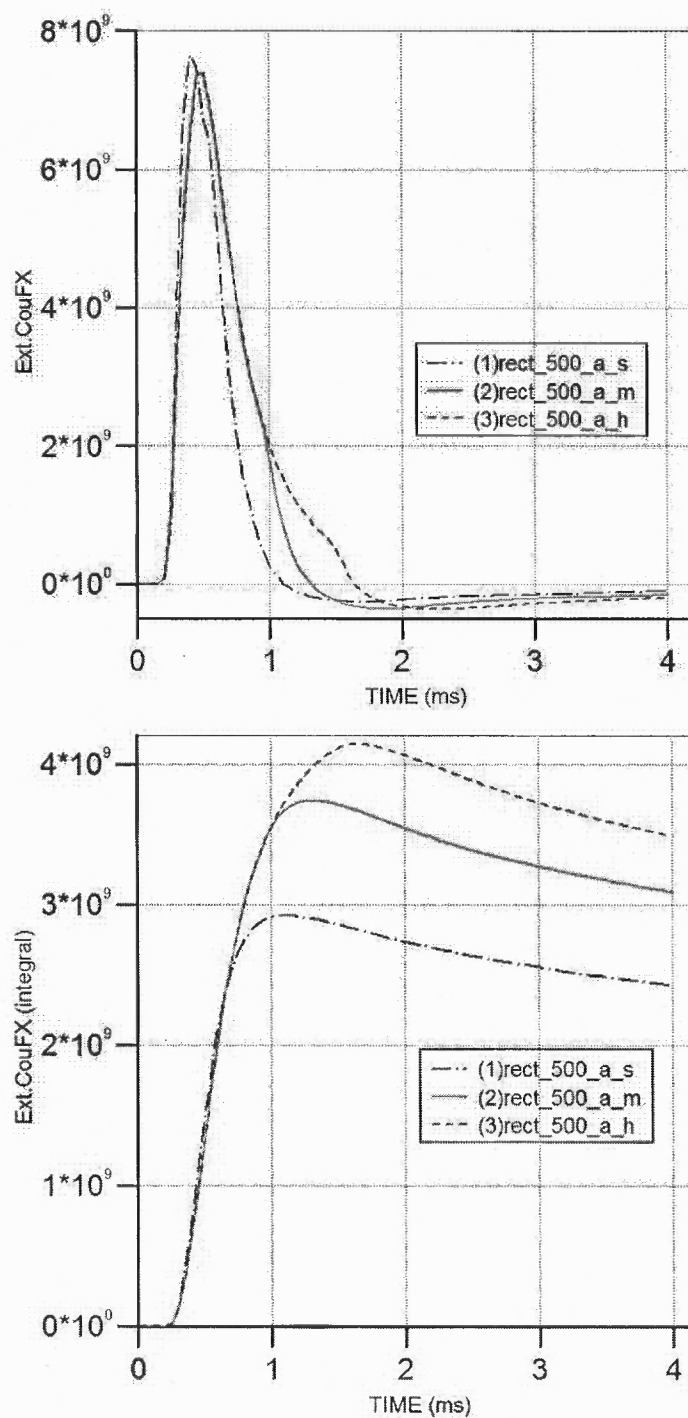 8*10⁹
6*10⁹
4*10⁹
2*10⁹
0*10⁰
Ext.CouFX
(1)rect_500_a_s
(2)rect_500_a_m
(3)rect_500_a_h
0 1 2 3 4
TIME (ms)
4*10⁹
3*10⁹
2*10⁹
1*10⁹
0*10⁰
Ext.CouFX (integral)
(1)rect_500_a_s
(2)rect_500_a_m
(3)rect_500_a_h
0 1 2 3 4
TIME (ms)